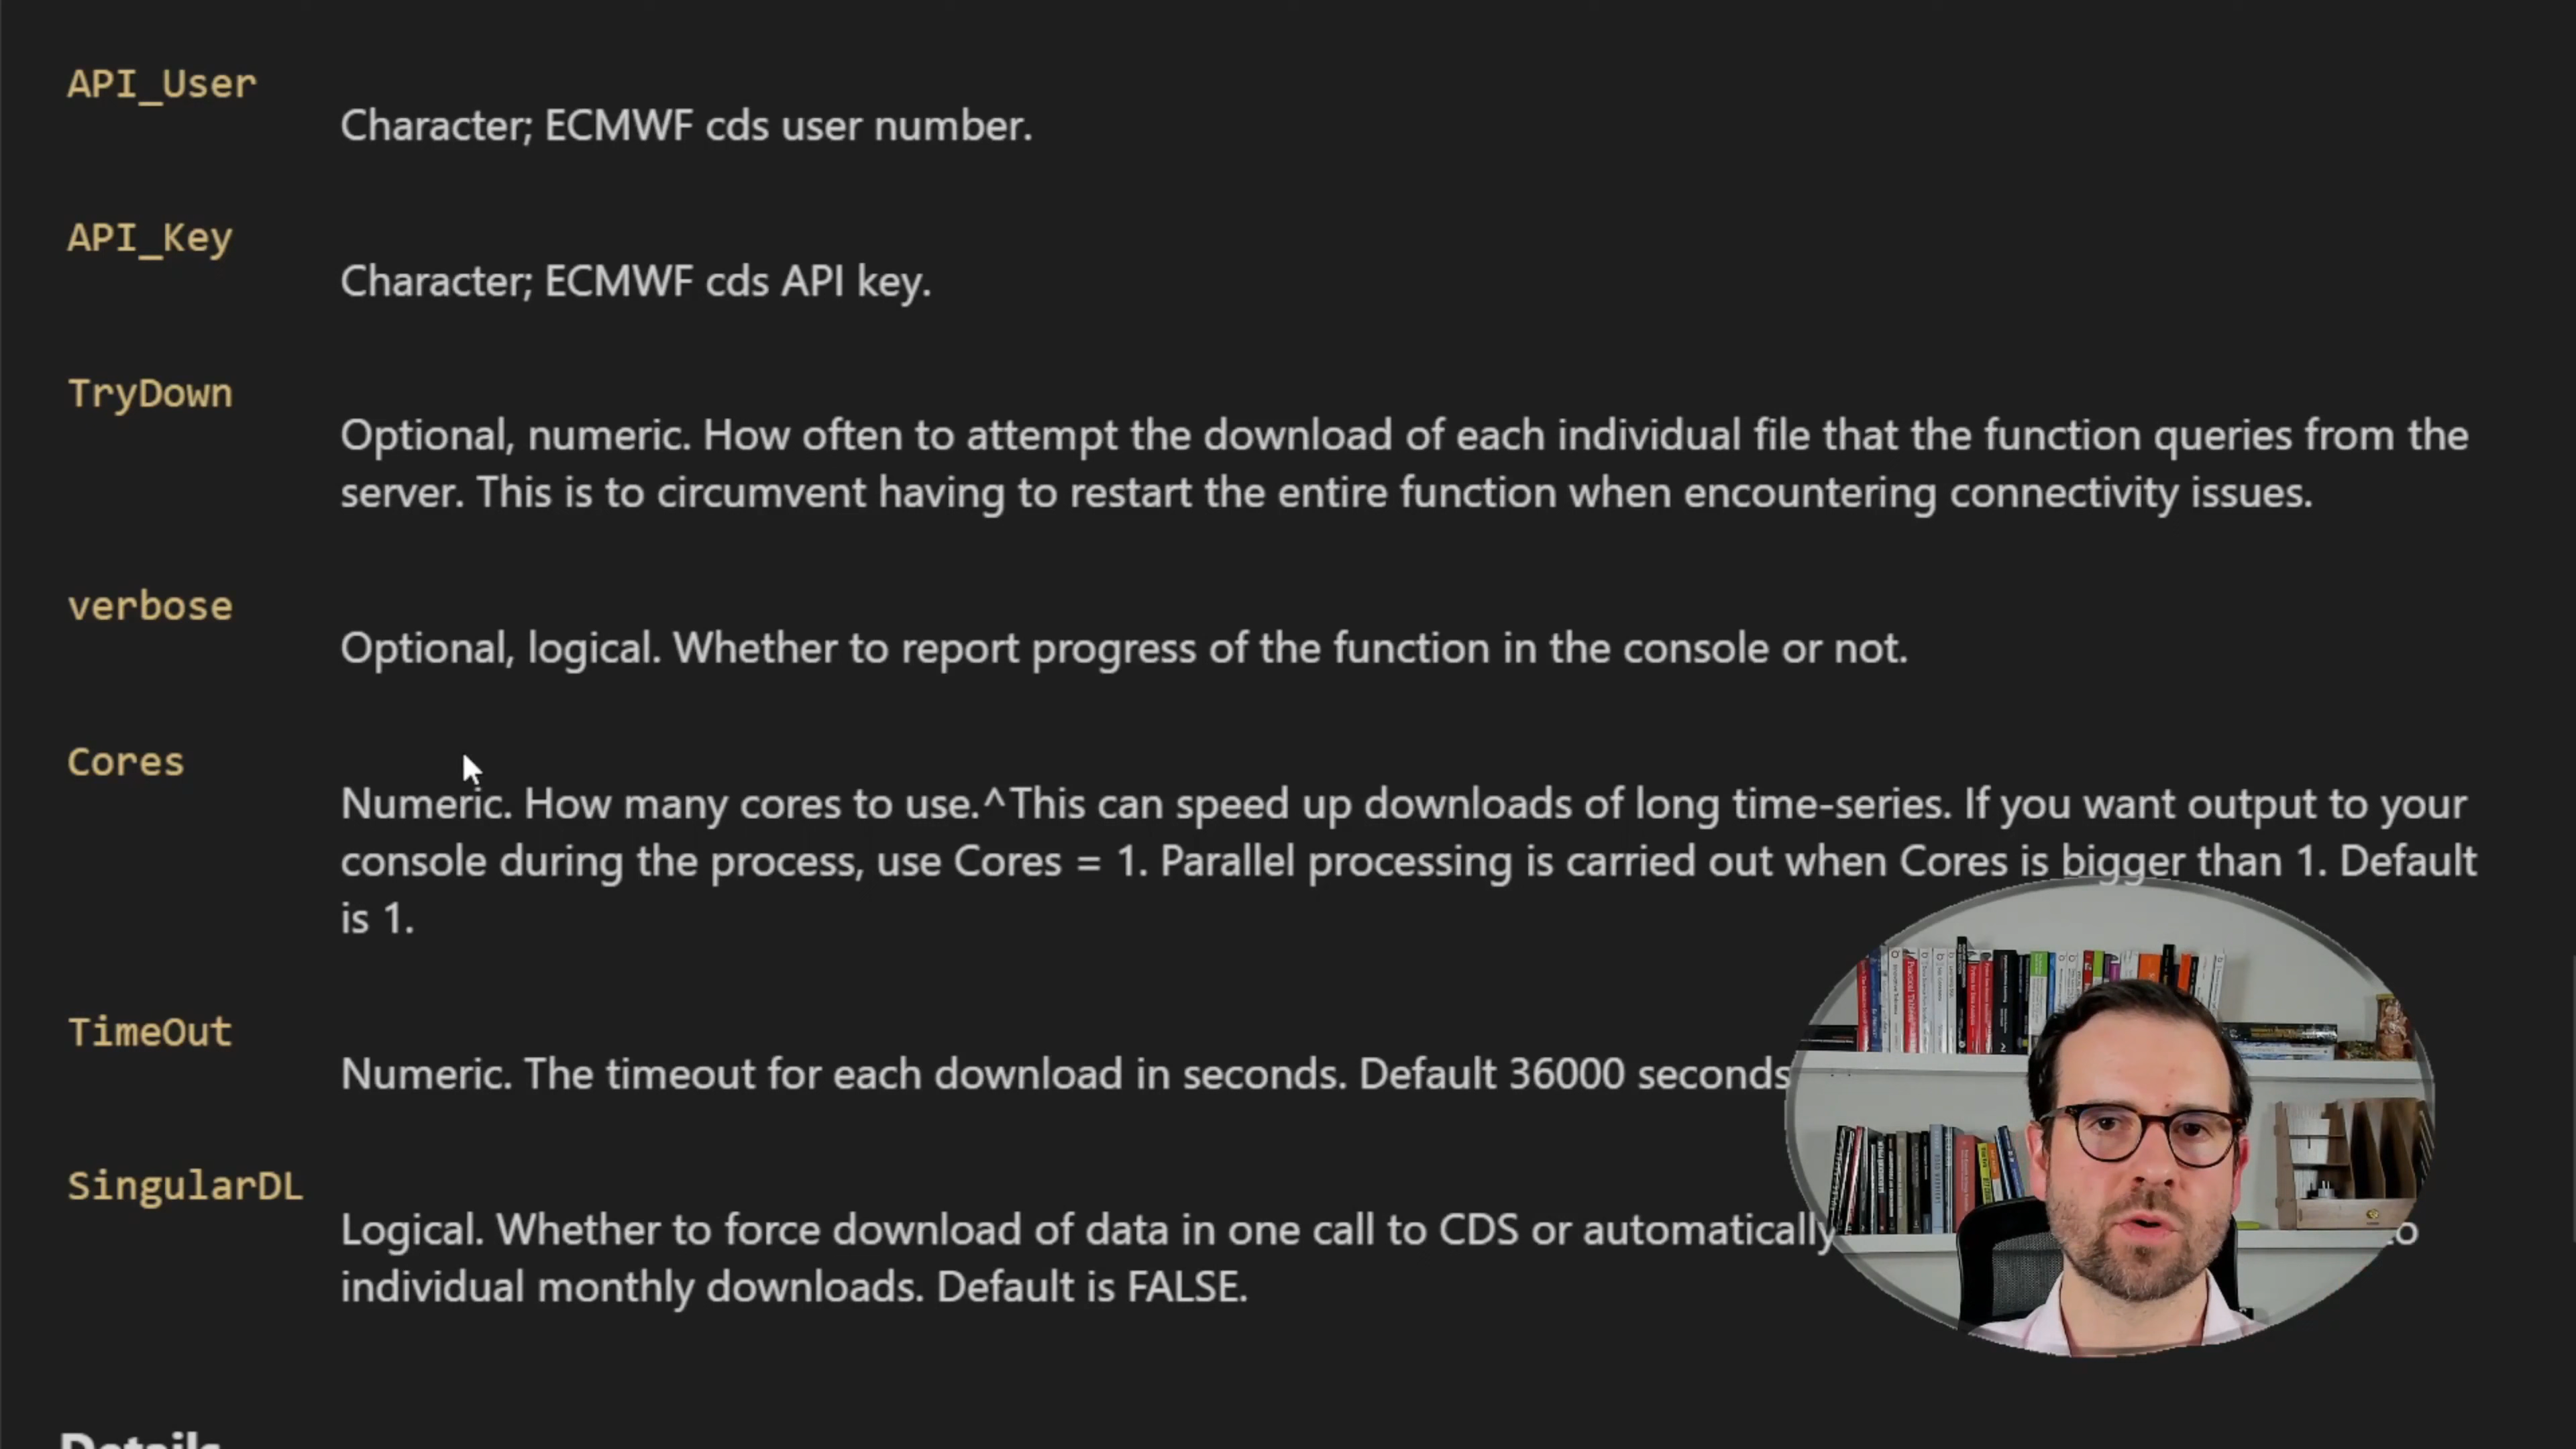 API_User
Character; ECMWF cds user number.
API_Key
Character; ECMWF cds API key.
TryDown
Optional, numeric. How often to attempt the download of each individual file that the function queries from the
server. This is to circumvent having to restart the entire function when encountering connectivity issues.
verbose
Optional, logical. Whether to report progress of the function in the console or not.
Cores
Numeric. How many cores to use.^This can speed up downloads of long time-series. If you want output to your
console during the process, use Cores = 1. Parallel processing is carried out when Cores is bigger than 1. Default
is 1.
TimeOut
Numeric. The timeout for each download in seconds. Default 36000 seconds
SingularDL
Logical. Whether to force download of data in one call to CDS or automatically
individual monthly downloads. Default is FALSE.
Details